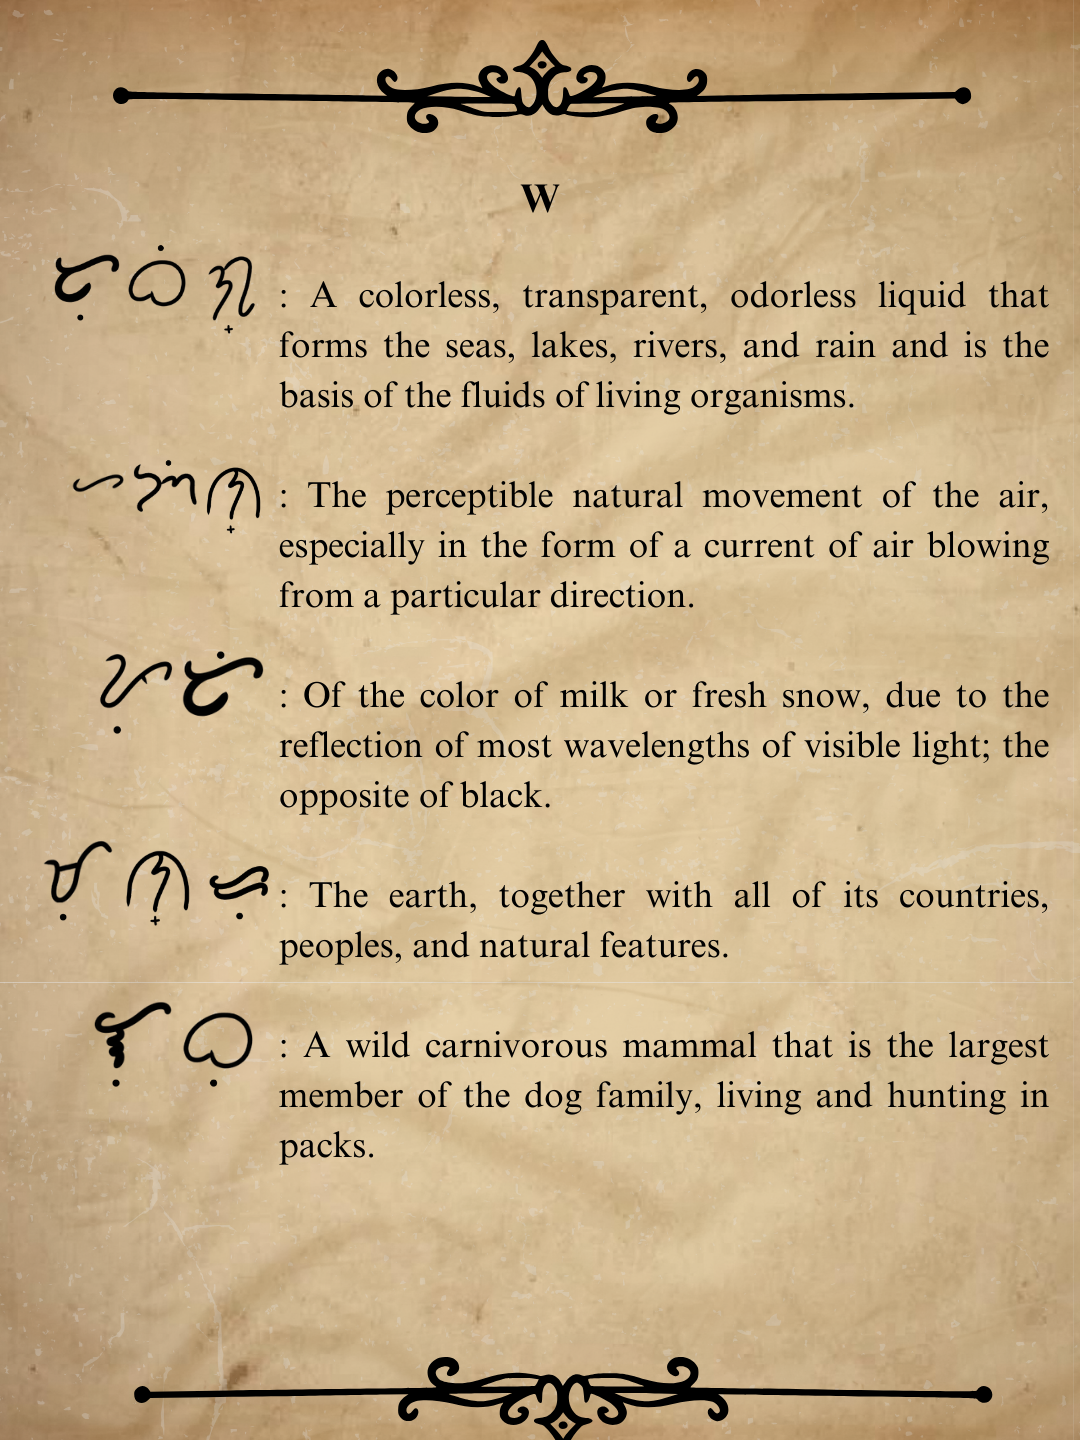 W
ᜆᜓᜊᜒᜄ᜔ : A colorless, transparent, odorless liquid that
forms the seas, lakes, rivers, and rain and is the
basis of the fluids of living organisms.
ᜑᜅᜒᜈ᜔ : The perceptible natural movement of the air,
especially in the form of a current of air blowing
from a particular direction.
ᜉᜓᜆᜒ : Of the color of milk or fresh snow, due to the
reflection of most wavelengths of visible light; the
opposite of black.
ᜋᜓᜈ᜔ᜇᜓ : The earth, together with all of its countries,
peoples, and natural features.
ᜎᜓᜊᜓ : A wild carnivorous mammal that is the largest
member of the dog family, living and hunting in
packs.